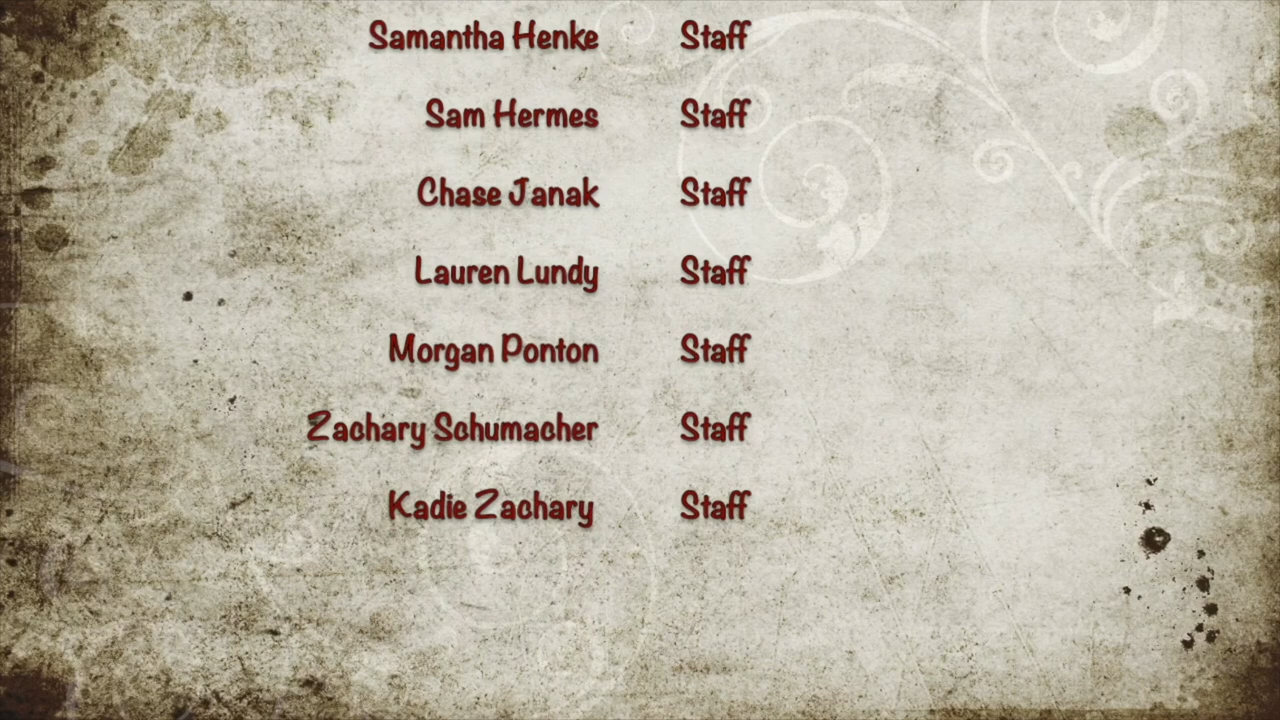 Samantha Henke Staff
Sam Hermes Staff
Chase Janak Staff
Lauren Lundy Staff
Morgan Ponton Staff
Zachary Schumacher Staff
Kadie Zachary Staff